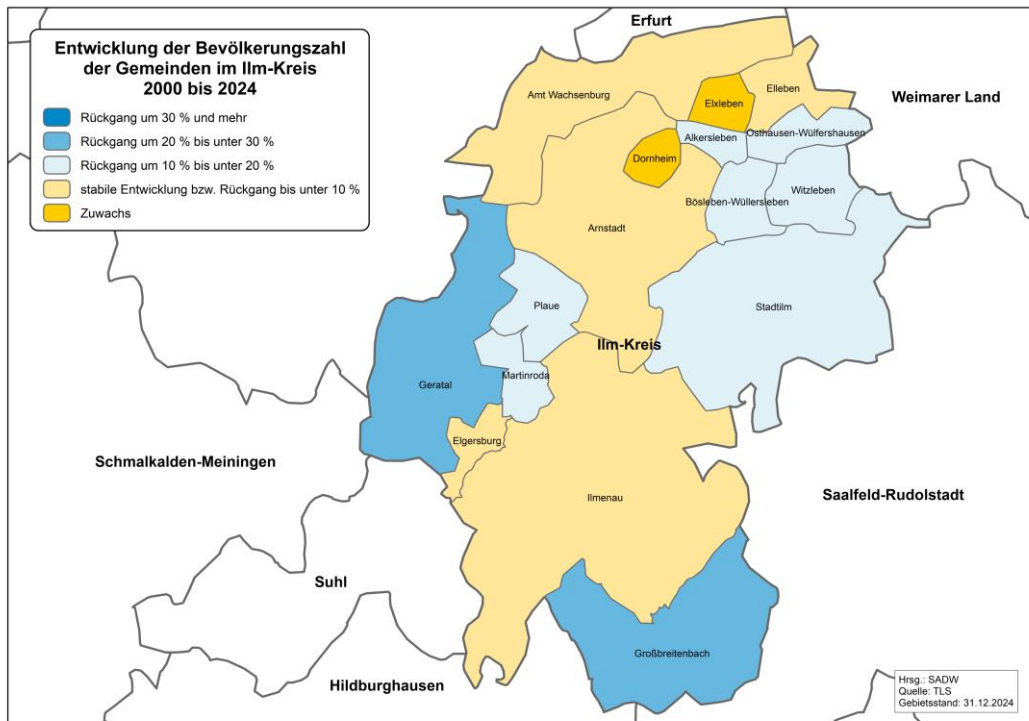 Erfurt
Entwicklung der Bevölkerungszahl
der Gemeinden im Ilm-Kreis
2000 bis 2024
Rückgang um 30 % und mehr
Rückgang um 20 % bis unter 30 %
Rückgang um 10 % bis unter 20 %
stabile Entwicklung bzw. Rückgang bis unter 10 %
Zuwachs
Amt Wachsenburg
Elxleben
Elleben
Weimarer Land
Alkersleben
Osthausen-Wülfershausen
Dornheim
Witzleben
Bösleben-Wüllersleben
Arnstadt
Plaue
Stadtilm
Ilm-Kreis
Martinroda
Geratal
Elgersburg
Schmalkalden-Meiningen
Ilmenau
Saalfeld-Rudolstadt
Suhl
Großbreitenbach
Hildburghausen
Hrsg.: SADW
Quelle: TLS
Gebietsstand: 31.12.2024